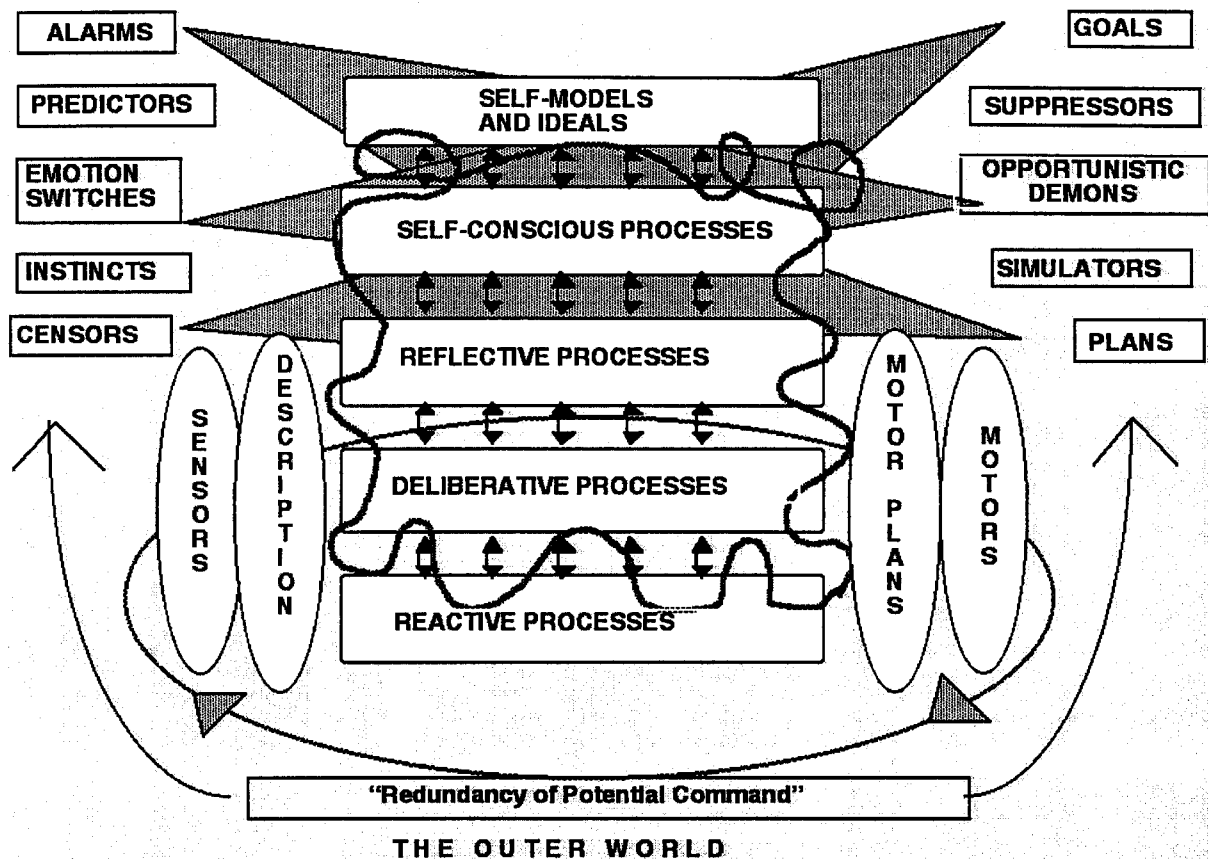 ALARMS
PREDICTORS
EMOTION
SWITCHES
INSTINCTS
CENSORS
GOALS
SUPPRESSORS
OPPORTUNISTIC
DEMONS
SIMULATORS
PLANS
SELF-MODELS
AND IDEALS
SELF-CONSCIOUS PROCESSES
REFLECTIVE PROCESSES
DELIBERATIVE PROCESSES
REACTIVE PROCESSES
SENSORS
DESCRIPTION
MOTOR PLANS
MOTORS
“Redundancy of Potential Command”
THE OUTER WORLD